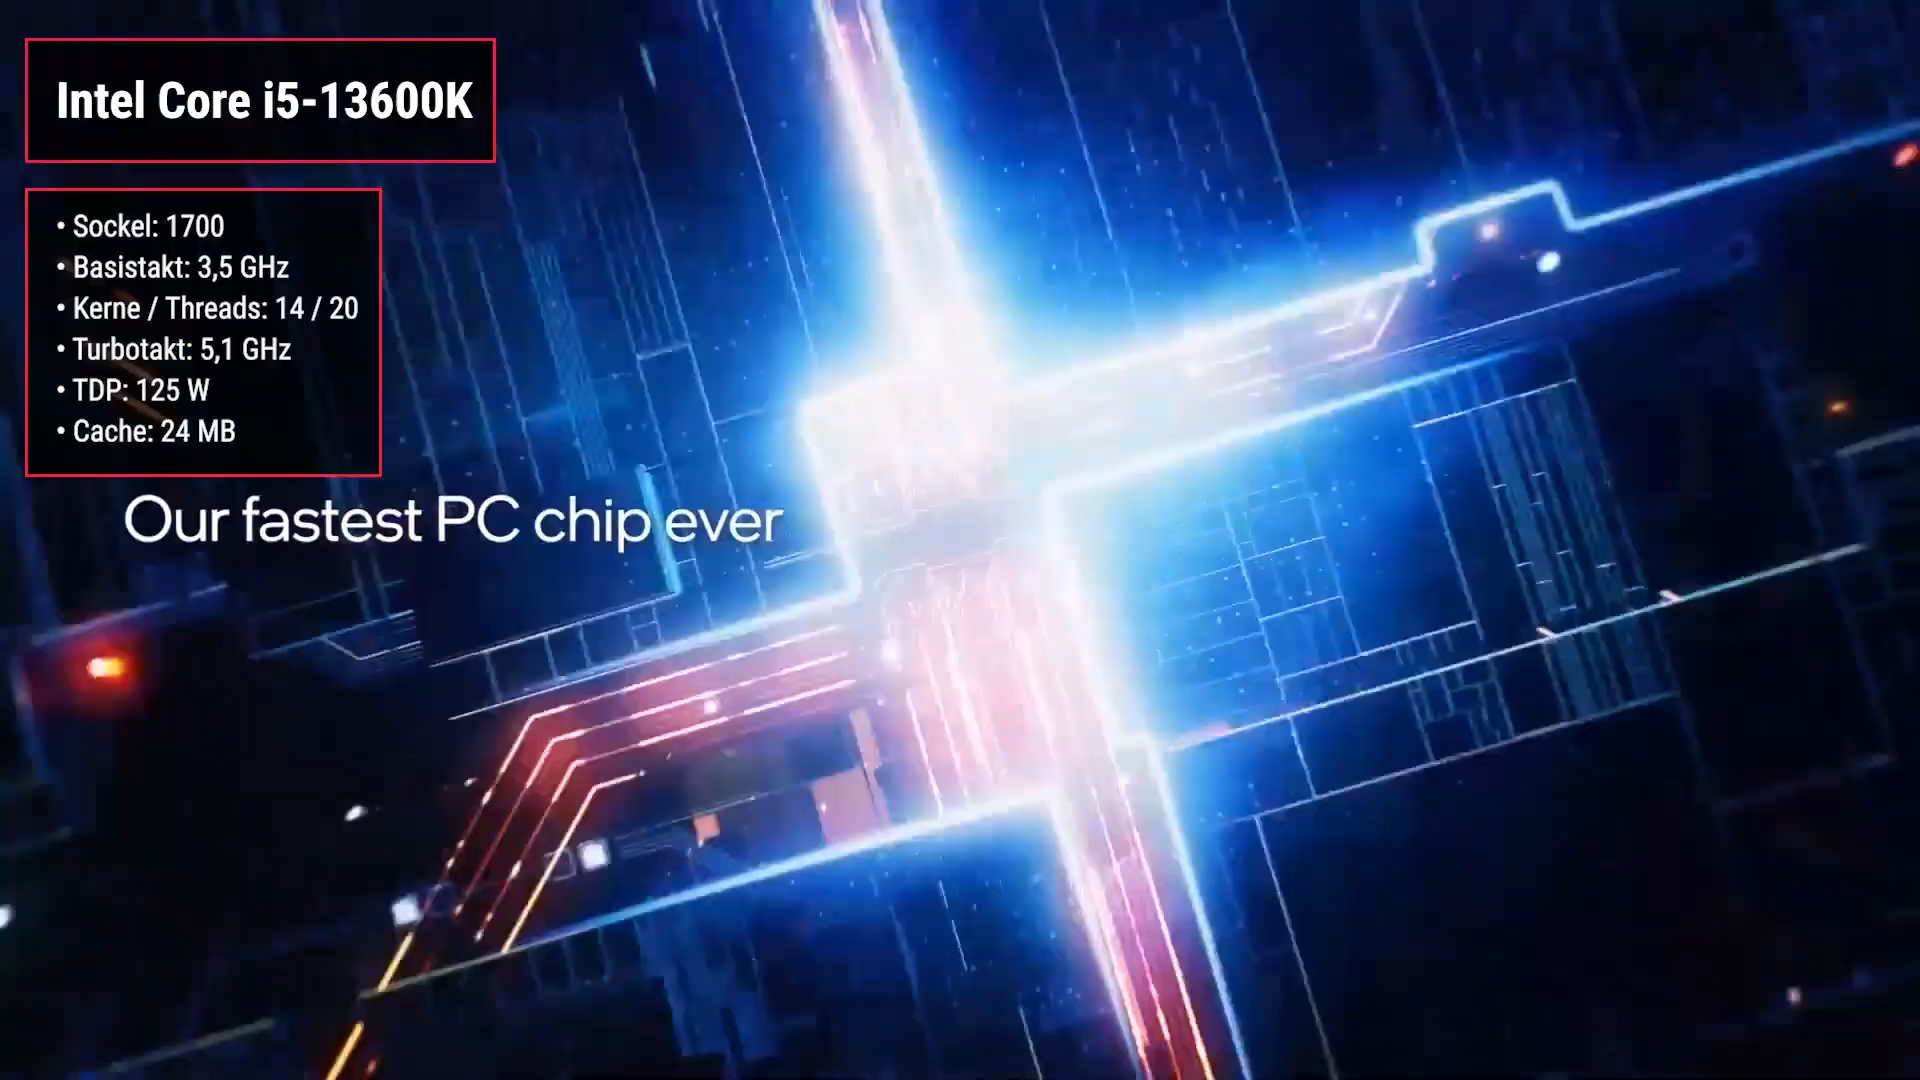 Intel Core i5-13600K
• Sockel: 1700
• Basistakt: 3,5 GHz
• Kerne / Threads: 14 / 20
• Turbotakt: 5,1 GHz
• TDP: 125 W
• Cache: 24 MB
Our fastest PC chip ever